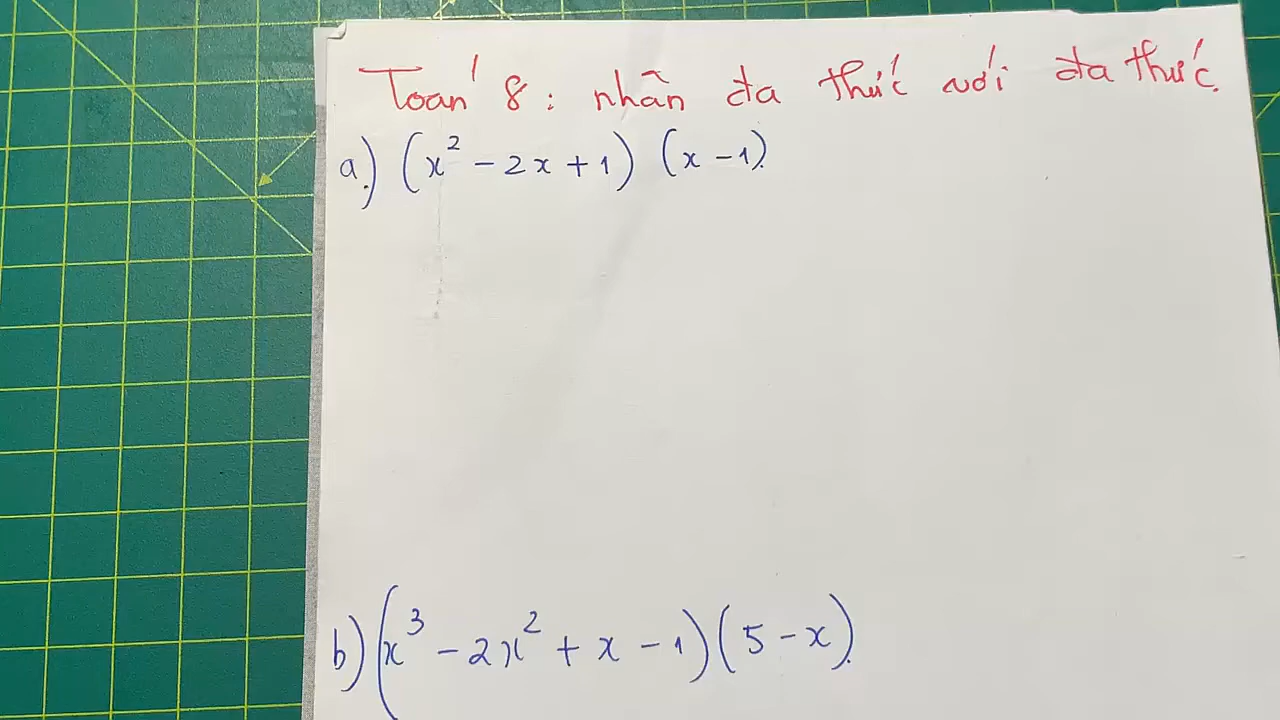 Toán 8: nhân đa thức với đa thức.
a) (x² - 2x + 1) (x - 1).
b) (x³ - 2x² + x - 1)(5 - x).